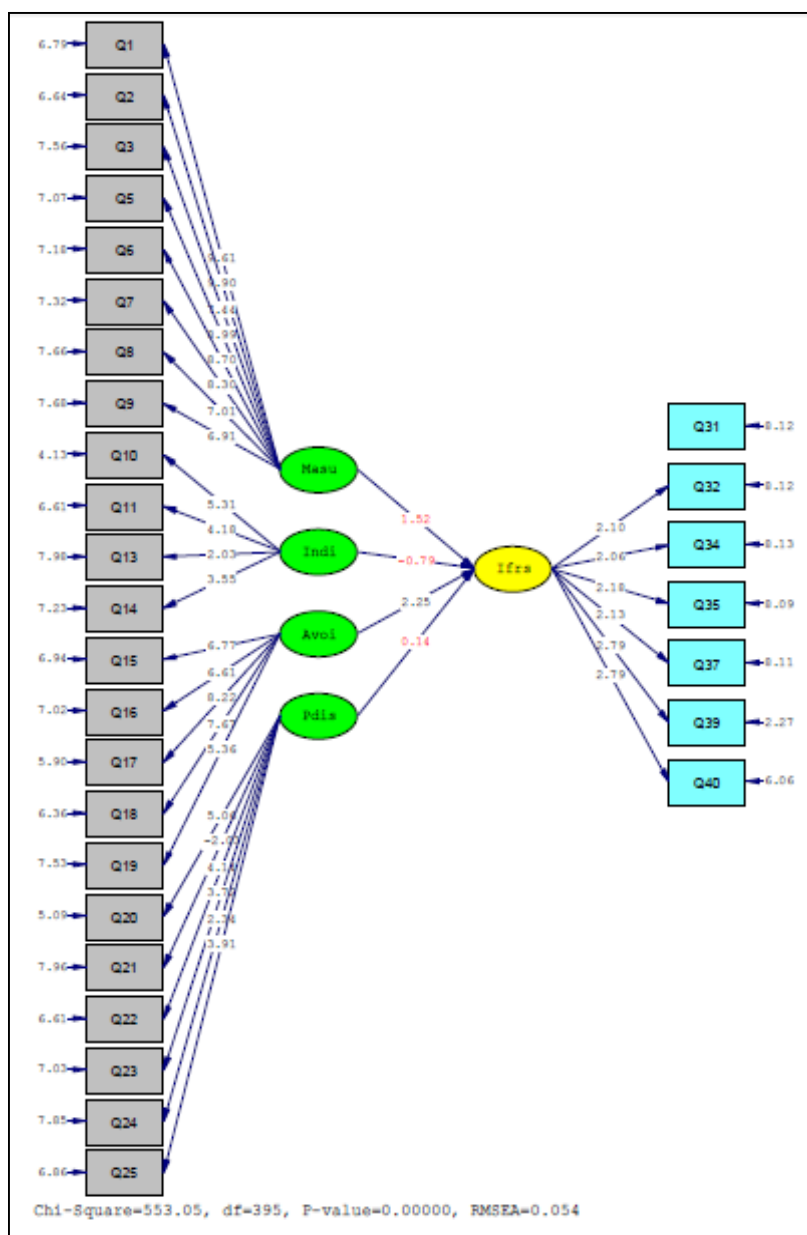 6.79 Q1
6.64 Q2
7.56 Q3
7.07 Q5
7.18 Q6
7.32 Q7
7.66 Q8
7.68 Q9
4.13 Q10
6.61 Q11
7.98 Q13
7.23 Q14
6.94 Q15
7.02 Q16
5.90 Q17
6.36 Q18
7.53 Q19
5.09 Q20
7.96 Q21
6.61 Q22
7.03 Q23
7.85 Q24
6.86 Q25
9.61
9.90
8.70
8.30
7.01
6.91
5.31
4.18
2.03
3.55
6.77
6.61
8.22
7.67
5.36
3.91
Masu
Indi
Avoi
Pdis
1.52
-0.79
2.25
0.14
Ifrs
2.10
2.06
2.18
2.13
2.79
2.79
Q31 8.12
Q32 8.12
Q34 8.13
Q35 8.09
Q37 8.11
Q39 2.27
Q40 6.06
Chi-Square=553.05, df=395, P-value=0.00000, RMSEA=0.054